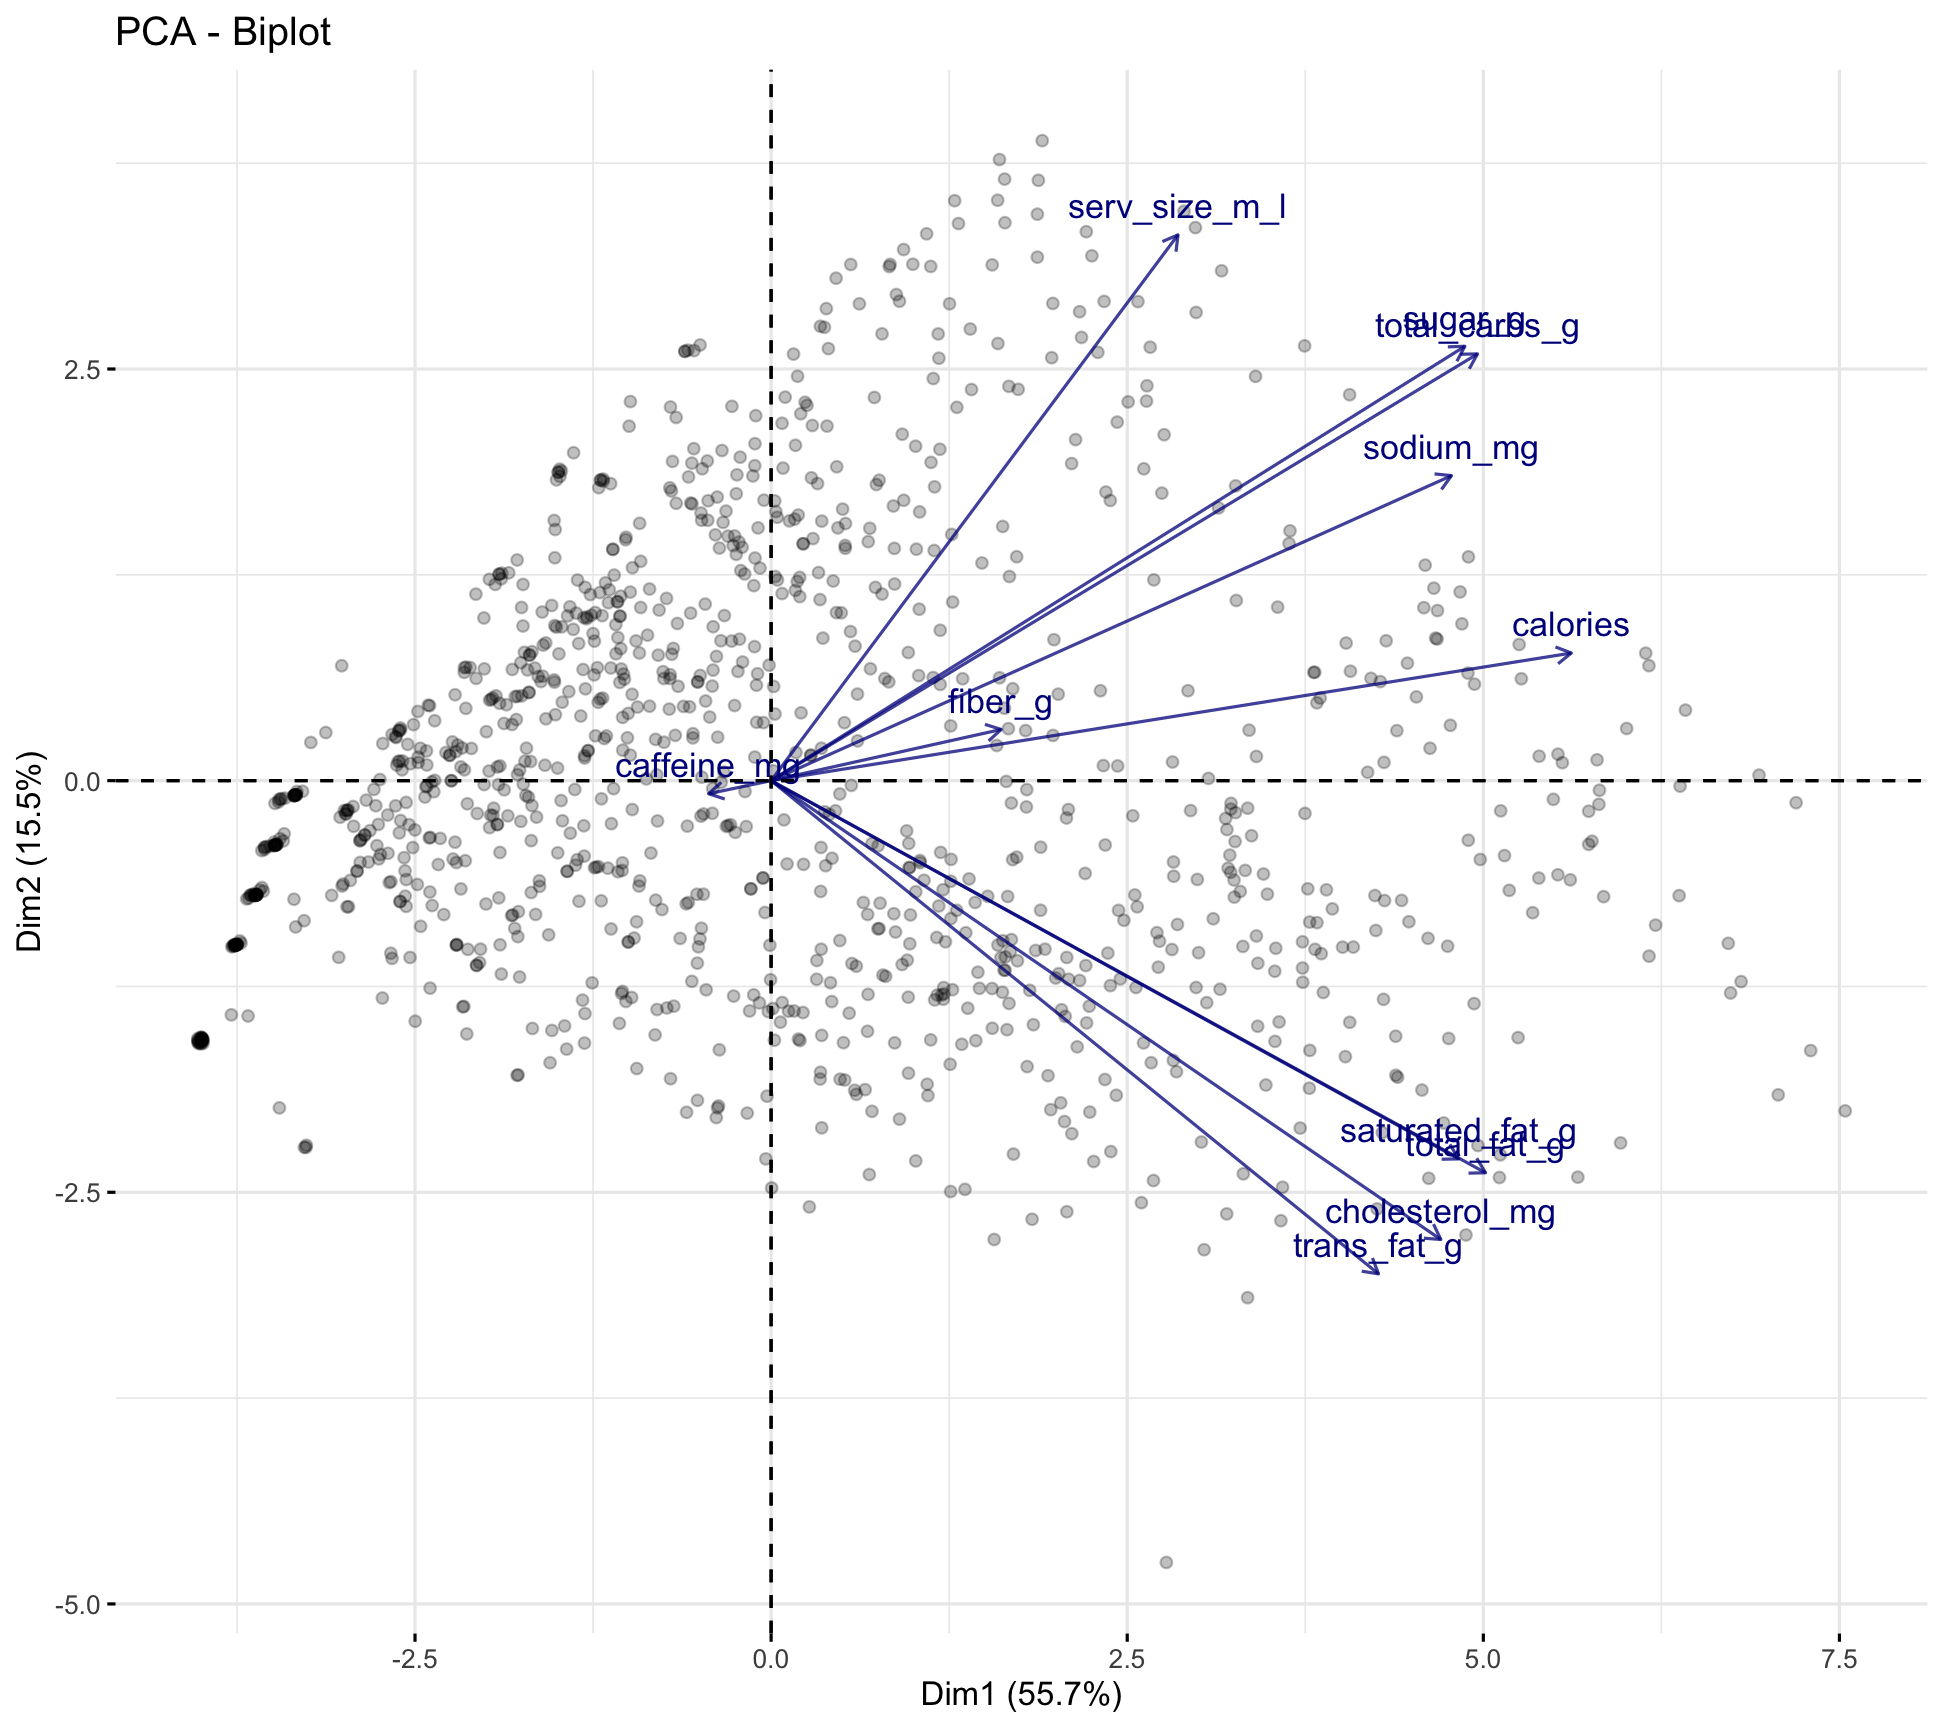 PCA - Biplot
serv_size_m_l
sugar_g
total_carbs_g
sodium_mg
calories
fiber_g
caffeine_mg
saturated_fat_g
total_fat_g
cholesterol_mg
trans_fat_g
2.5
0.0
-2.5
-5.0
Dim2 (15.5%)
-2.5
0.0
2.5
5.0
7.5
Dim1 (55.7%)